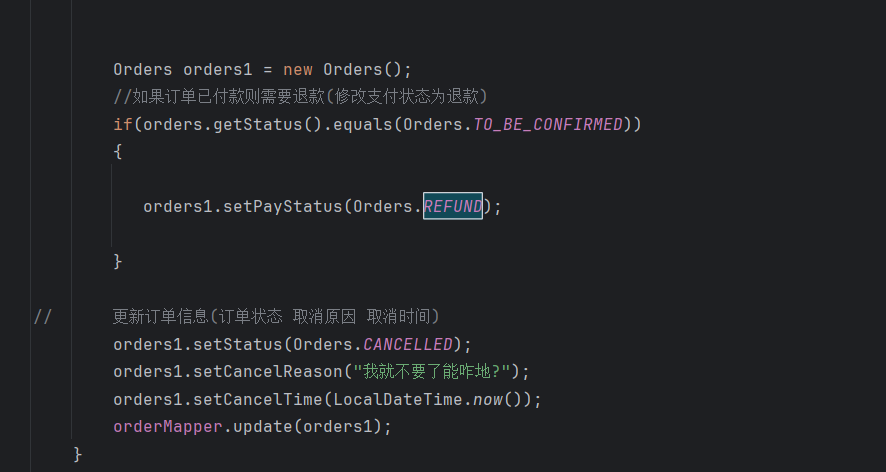 Orders orders1 = new Orders();
//如果订单已付款则需要退款(修改支付状态为退款)
if(orders.getStatus().equals(Orders.TO_BE_CONFIRMED))
{
orders1.setPayStatus(Orders.REFUND);
}
// 更新订单信息(订单状态 取消原因 取消时间)
orders1.setStatus(Orders.CANCELLED);
orders1.setCancelReason("我就不要了能咋地?");
orders1.setCancelTime(LocalDateTime.now());
orderMapper.update(orders1);
}